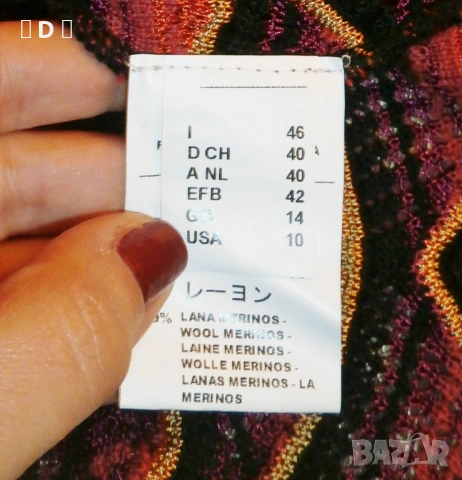 D
I 46
D CH 40
A NL 40
EFB 42
GB 14
USA 10
レーヨン
% LANA MERINOS -
WOOL MERINOS -
LAINE MERINOS -
WOLLE MERINOS -
LANAS MERINOS - LA
MERINOS
BAZAR